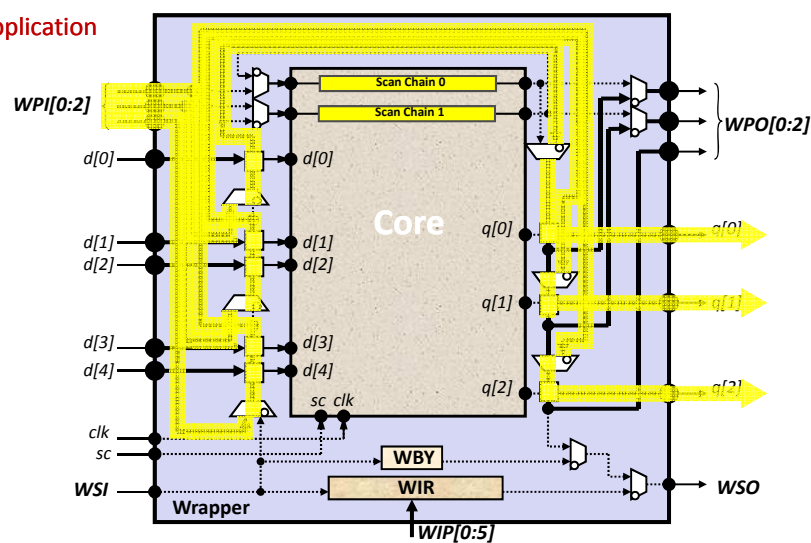 pplication
Scan Chain 0
WPI[0:2]
Scan Chain 1
WPO[0:2]
d[0]
d[0]
Core
q[0]
q[0]
d[1]
d[1]
d[2]
d[2]
q[1]
q[1]
d[3]
d[3]
d[4]
d[4]
q[2]
q[2]
sc clk
clk
sc
WBY
WSI
WIR
WSO
Wrapper
WIP[0:5]